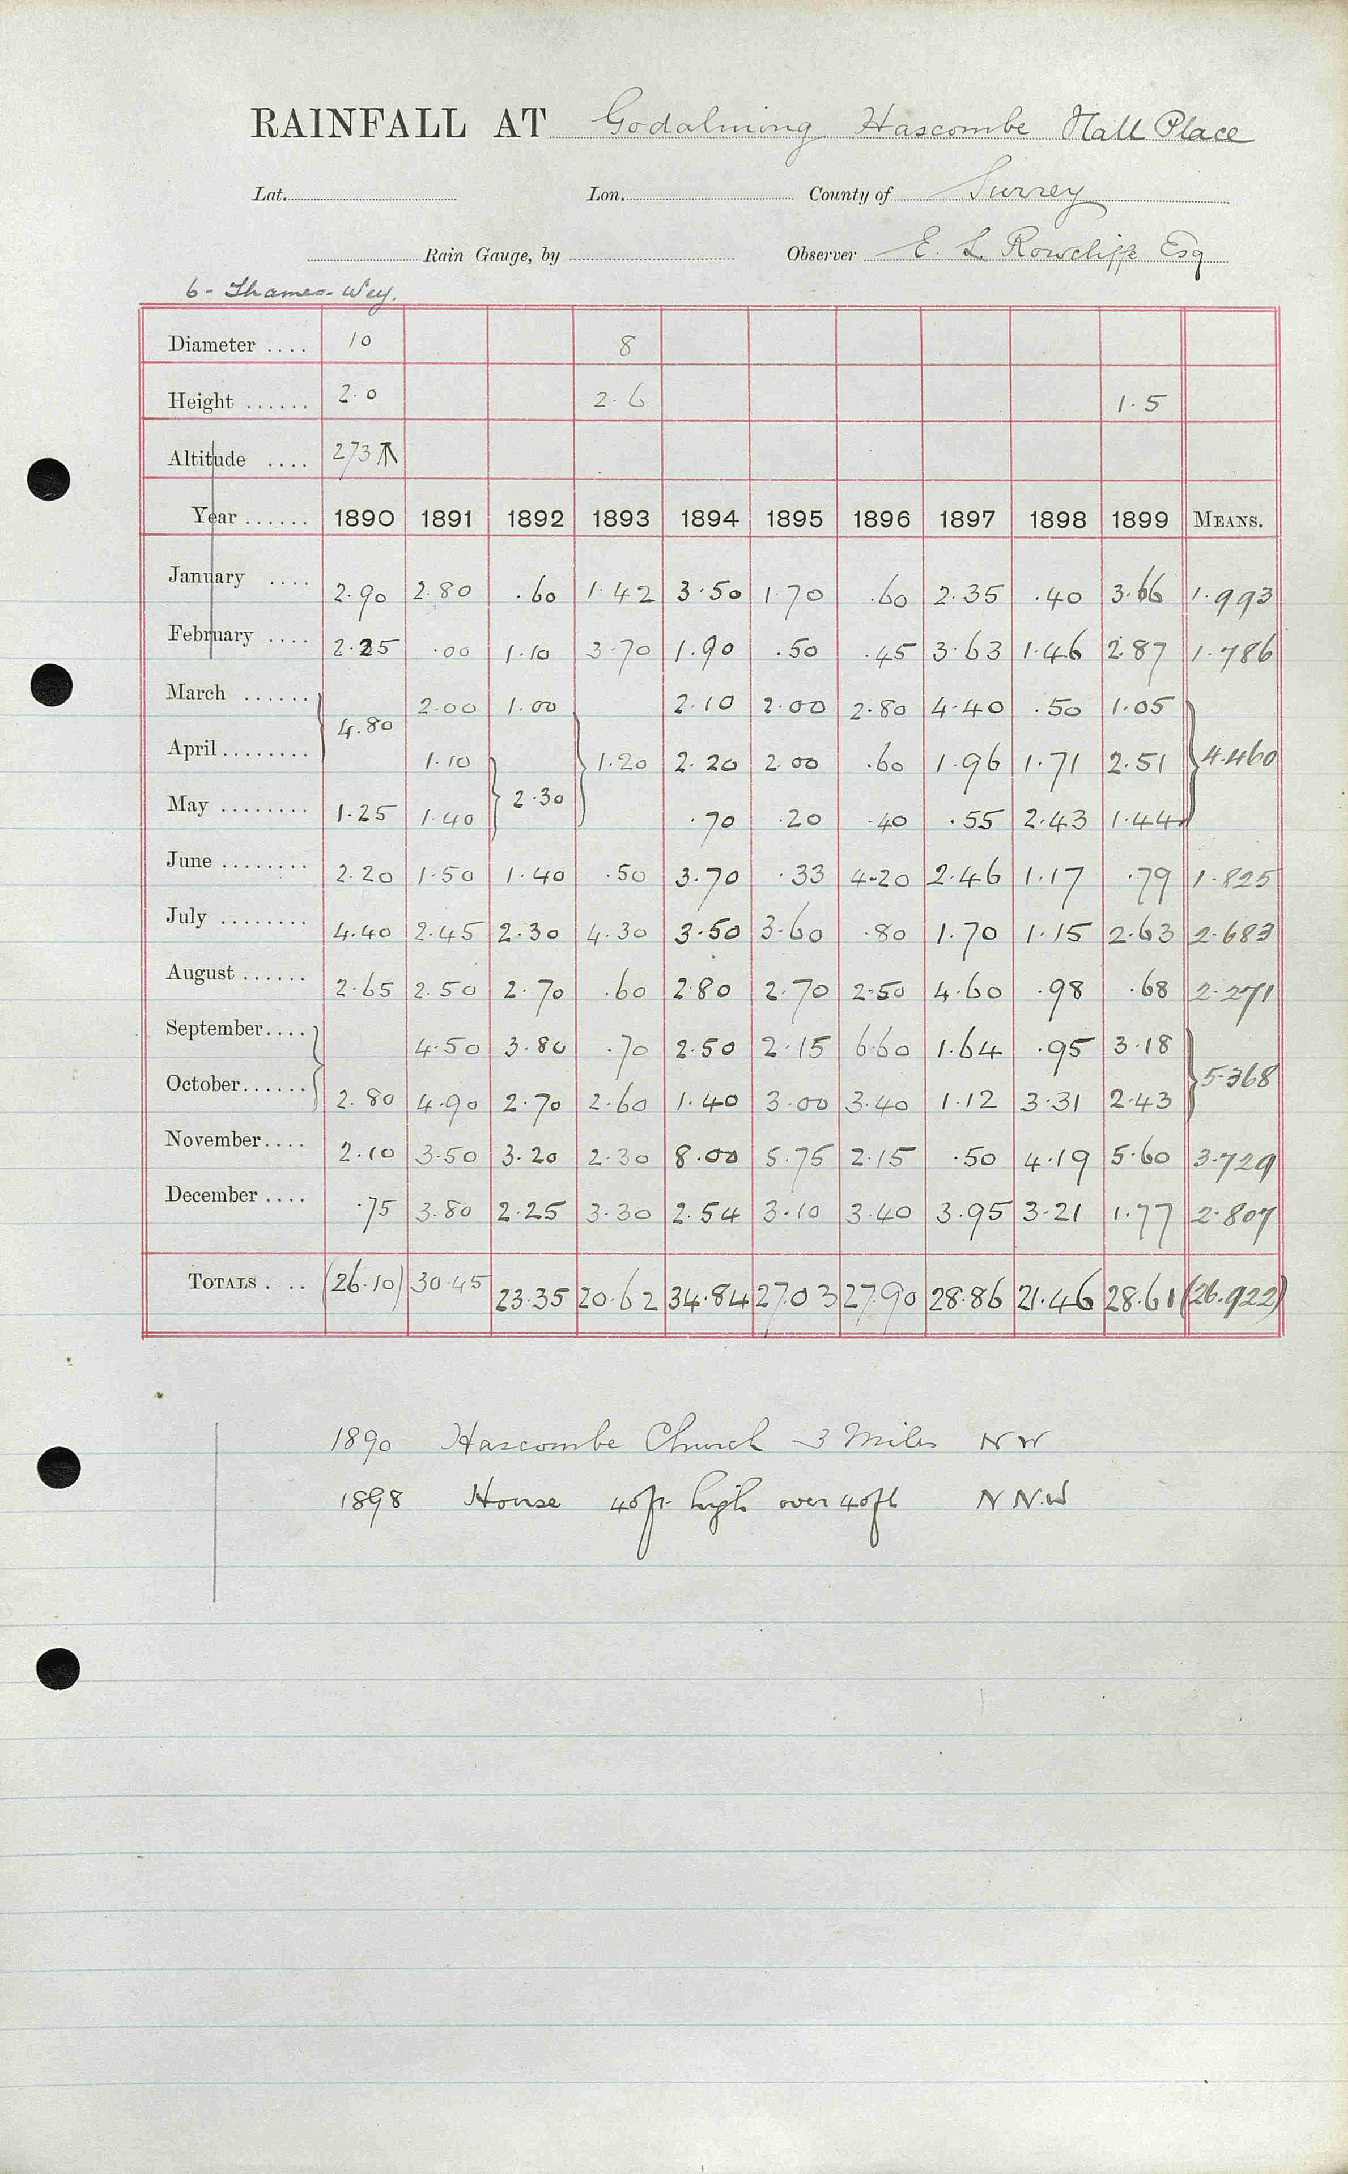 RAINFALL AT Godalming Hascombe Hall Place
Lat. Lon. County of Surrey
Rain Gauge, by Observer E. L. Rowcliffe Esq
6 - Thames - Wey.
Diameter .... 10 8
Height ...... 2.0 2.6 1.5
Altitude .... 273
Year ...... 1890 1891 1892 1893 1894 1895 1896 1897 1898 1899 MEANS.
January .... 2.90 2.80 .60 1.42 3.50 1.70 .60 2.35 .40 3.66 1.993
February .... 2.25 .00 1.10 3.70 1.90 .50 .45 3.63 1.46 2.87 1.786
March ...... 4.80 2.00 1.00 2.10 2.00 2.80 4.40 .50 1.05
April ........ 1.10 1.20 2.20 2.00 .60 1.96 1.71 2.51 4.460
May ........ 1.25 1.40 2.30 .70 .20 .40 .55 2.43 1.44
June ........ 2.20 1.50 1.40 .50 3.70 .33 4.20 2.46 1.17 .79 1.825
July ........ 4.40 2.45 2.30 4.30 3.50 3.60 .80 1.70 1.15 2.63 2.683
August ...... 2.65 2.50 2.70 .60 2.80 2.70 2.50 4.60 .98 .68 2.271
September.... 4.50 3.80 .70 2.50 2.15 6.60 1.64 .95 3.18
October...... 2.80 4.90 2.70 2.60 1.40 3.00 3.40 1.12 3.31 2.43 5.368
November.... 2.10 3.50 3.20 2.30 8.00 5.75 2.15 .50 4.19 5.60 3.729
December .... .75 3.80 2.25 3.30 2.54 3.10 3.40 3.95 3.21 1.77 2.807
TOTALS .... (26.10) 30.45 23.35 20.62 34.84 27.03 27.90 28.86 21.46 28.61 (26.922)
1890 Hascombe Church 3 Miles NW
1898 House 40ft. high over 40ft NN.W